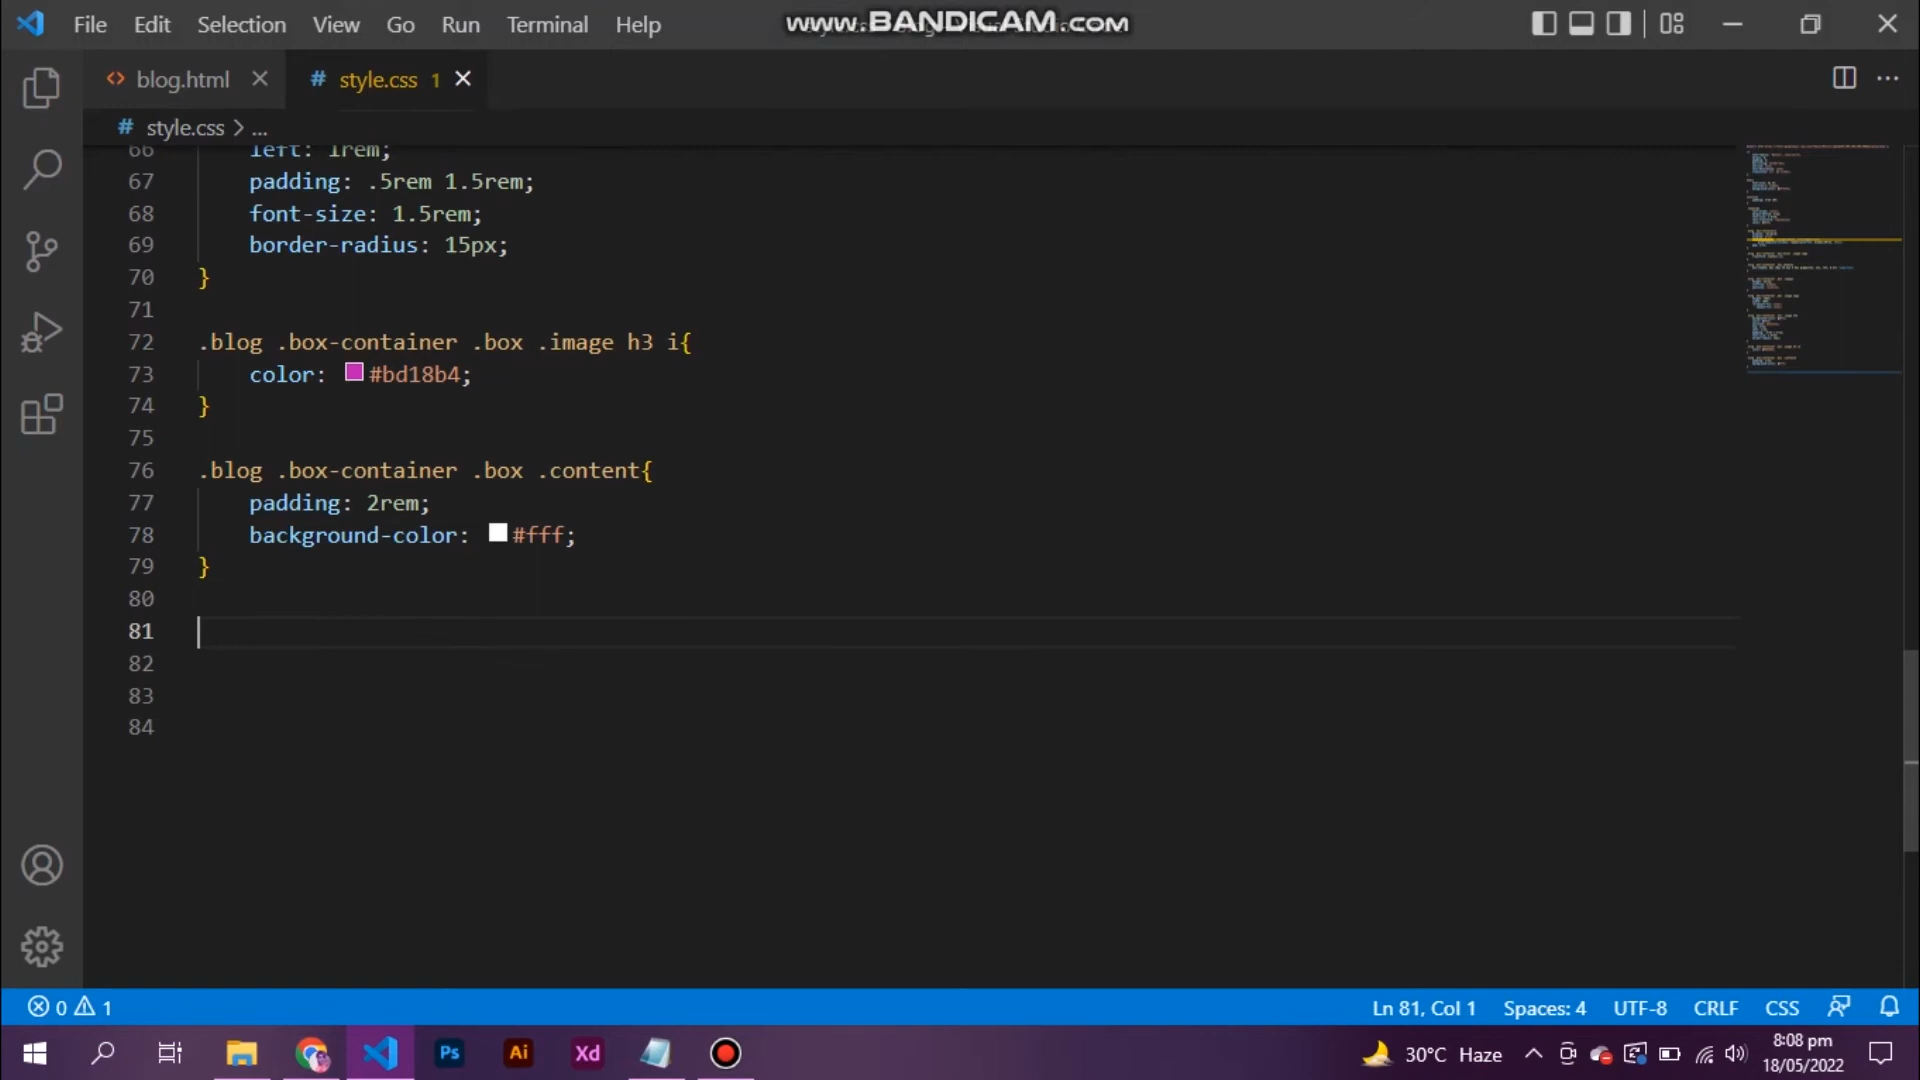 File Edit Selection View Go Run Terminal Help www.BANDICAM.com
blog.html style.css 1
style.css > ...
66 left: 1rem;
67 padding: .5rem 1.5rem;
68 font-size: 1.5rem;
69 border-radius: 15px;
70 }
71
72 .blog .box-container .box .image h3 i{
73 color: #bd18b4;
74 }
75
76 .blog .box-container .box .content{
77 padding: 2rem;
78 background-color: #fff;
79 }
80
81
82
83
84
0 1 Ln 81, Col 1 Spaces: 4 UTF-8 CRLF CSS
Ps Ai Xd 30°C Haze 8:08 pm
18/05/2022